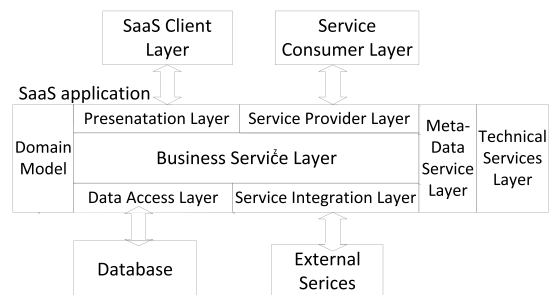 SaaS Client
Layer
Service
Consumer Layer
SaaS application
Presenatation Layer
Service Provider Layer
Domain
Model
Business Service Layer
Meta-
Data
Service
Layer
Technical
Services
Layer
Data Access Layer
Service Integration Layer
Database
External
Serices